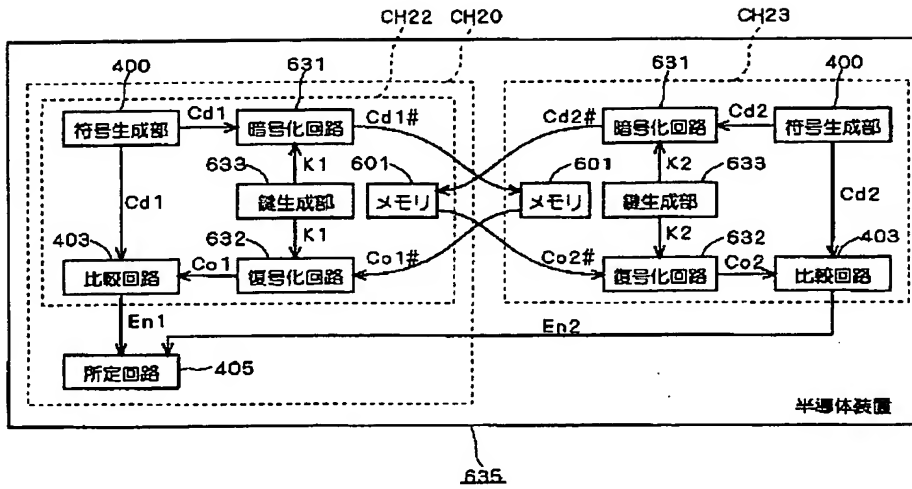 CH22 CH20 CH23
400 631 631 400
符号生成部 Cd1 暗号化回路 Cd1# Cd2# 暗号化回路 Cd2 符号生成部
K1 633 601 601 K2 633
Cd1 鍵生成部 メモリ メモリ 鍵生成部 Cd2
403 632 K1 K2 632 403
比較回路 Co1 復号化回路 Co1# Co2# 復号化回路 Co2 比較回路
En1 En2
所定回路 405
半導体装置
635